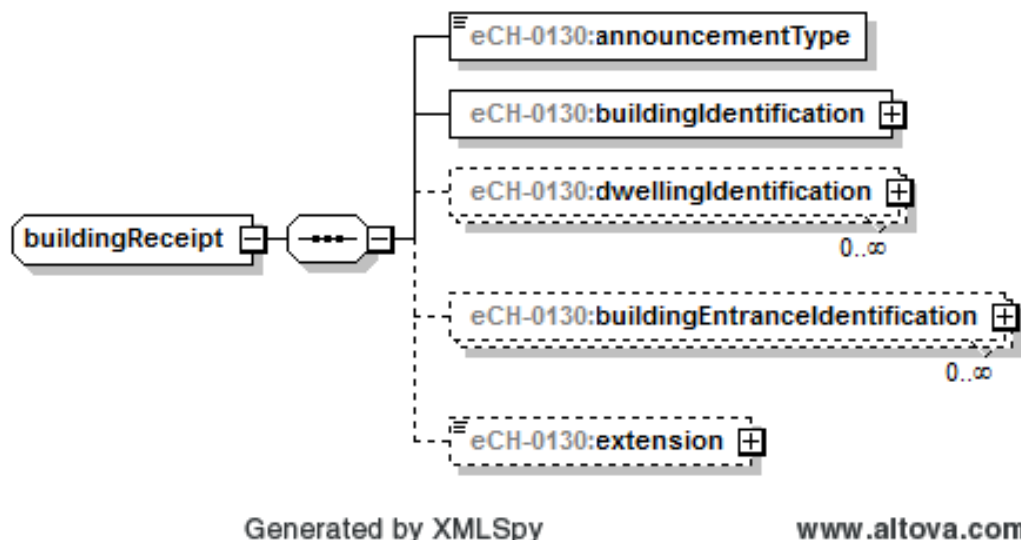 eCH-0130:announcementType
eCH-0130:buildingIdentification
eCH-0130:dwellingIdentification
0..∞
buildingReceipt
eCH-0130:buildingEntranceIdentification
0..∞
eCH-0130:extension
Generated by XMLSpy
www.altova.com